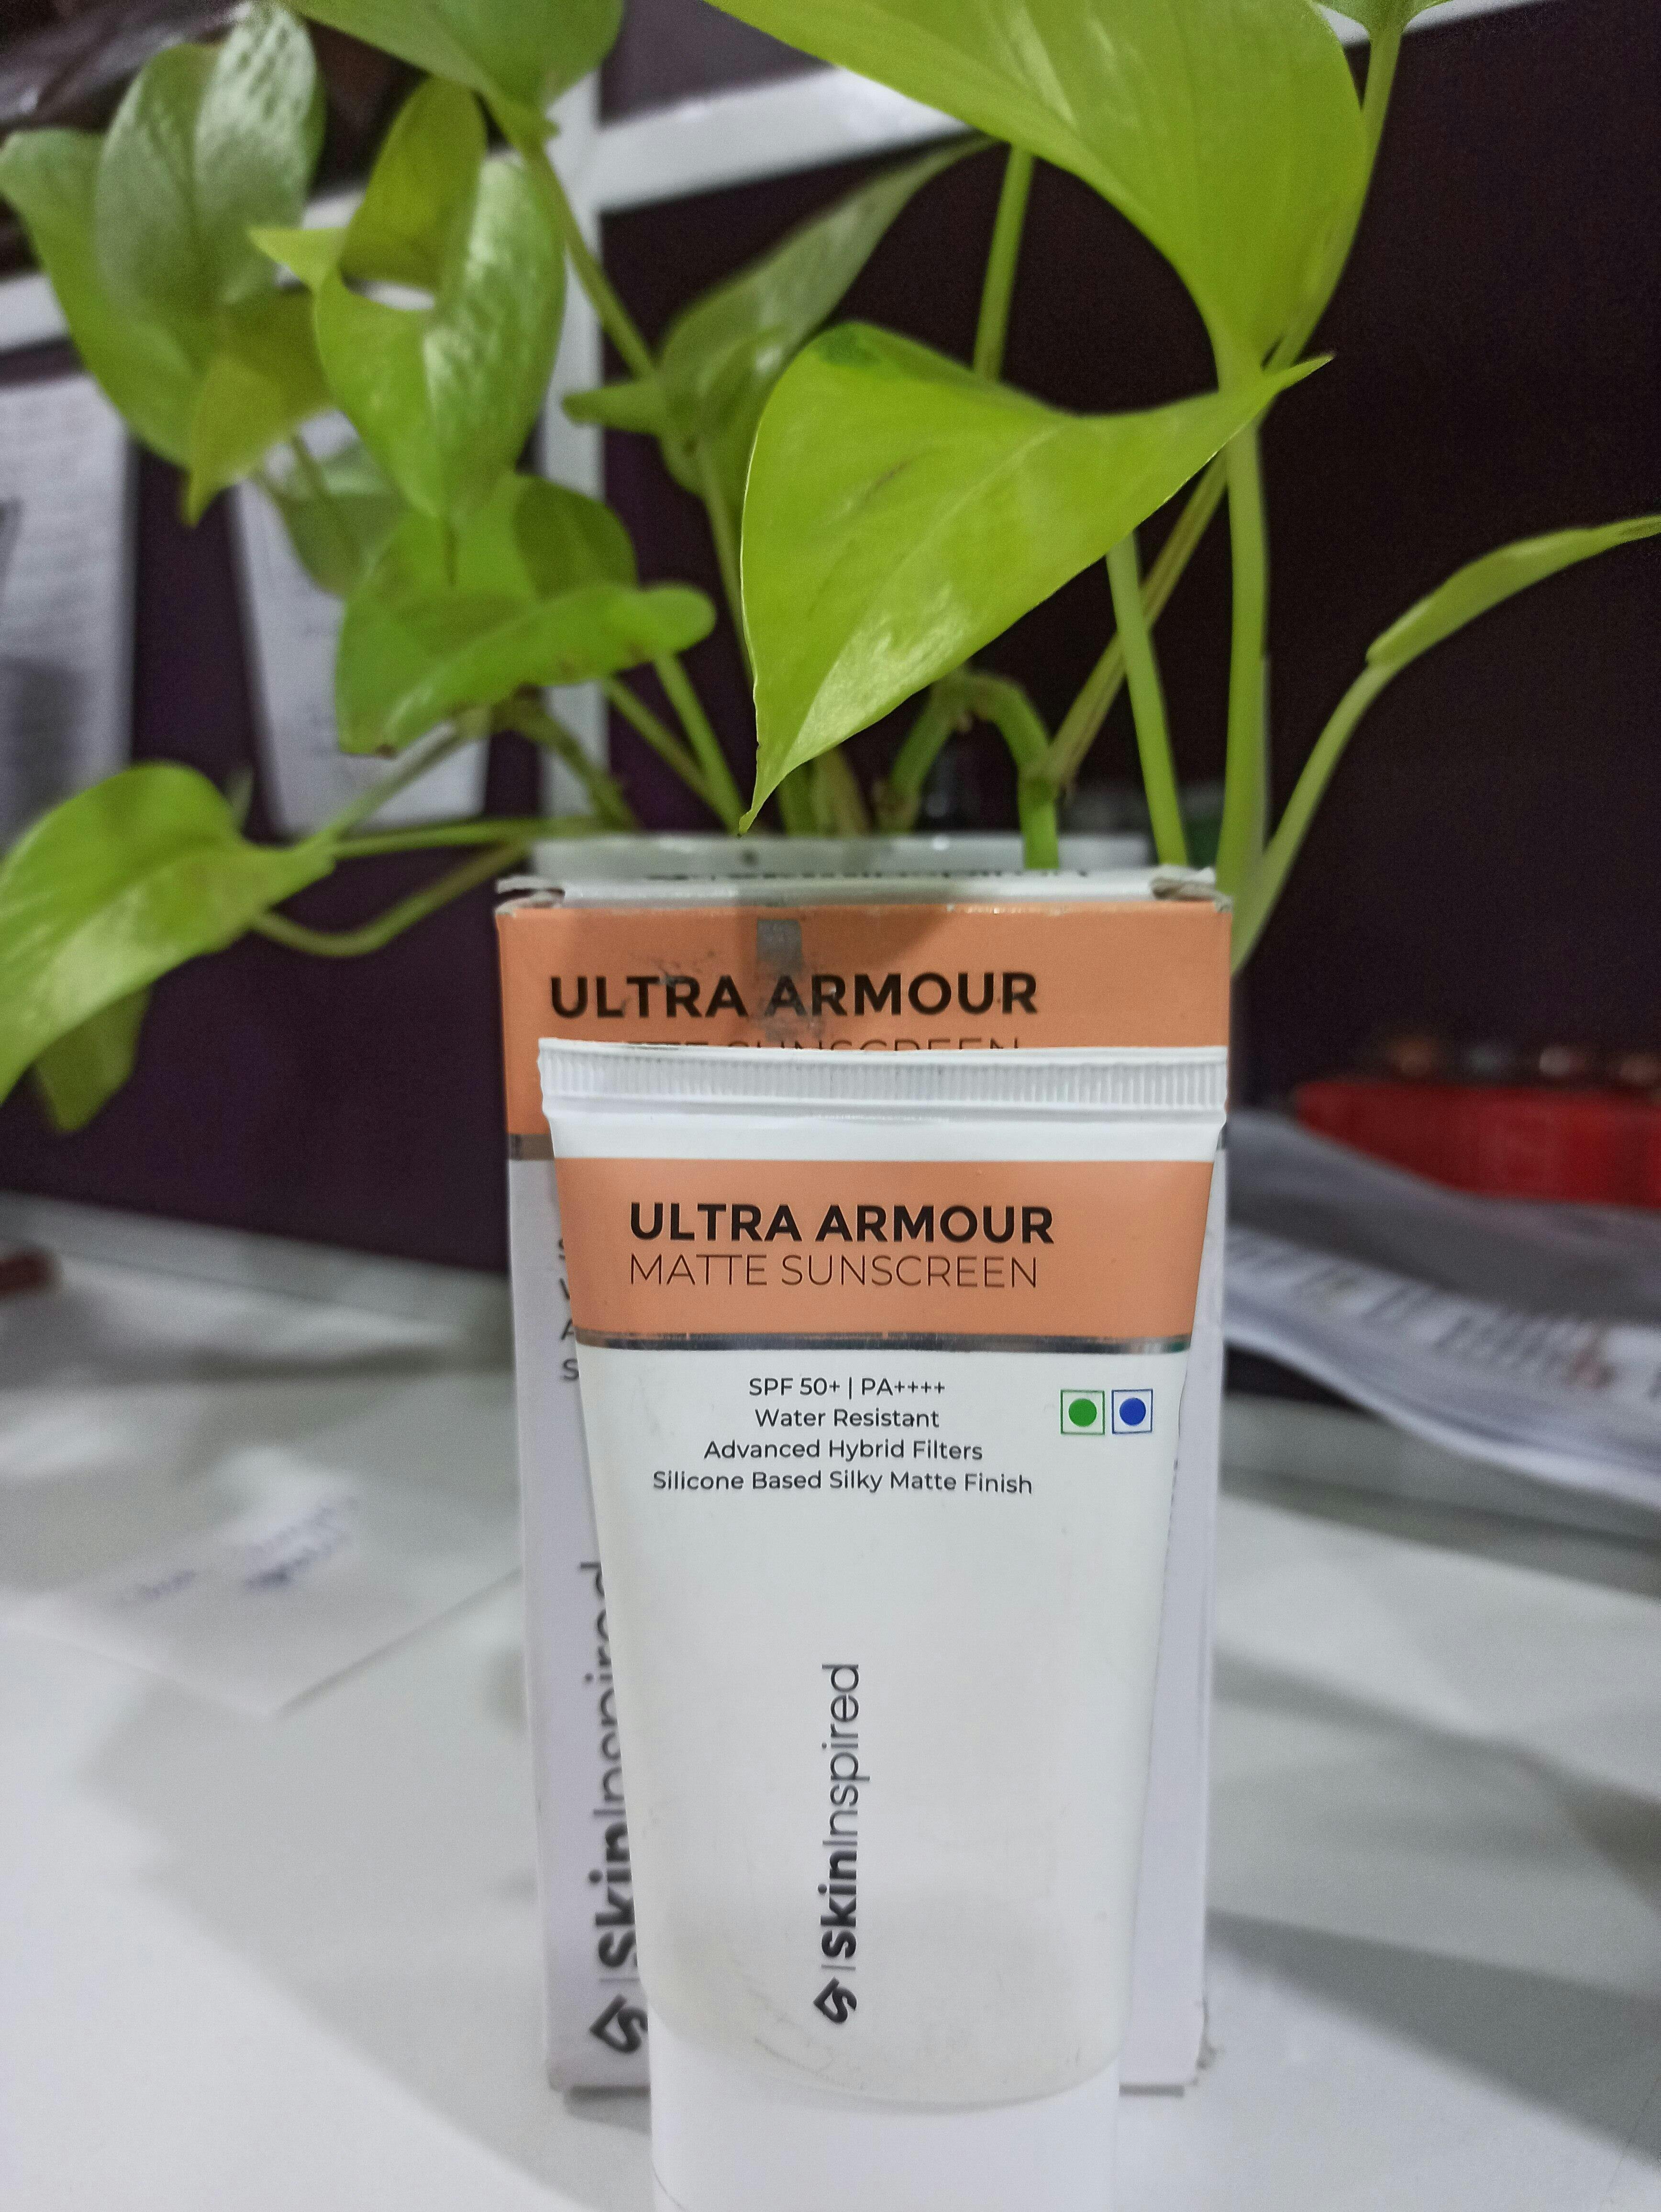 ULTRA ARMOUR
ULTRA ARMOUR
MATTE SUNSCREEN
SPF 50+ | PA++++
Water Resistant
Advanced Hybrid Filters
Silicone Based Silky Matte Finish
skinInspired
skinInspired